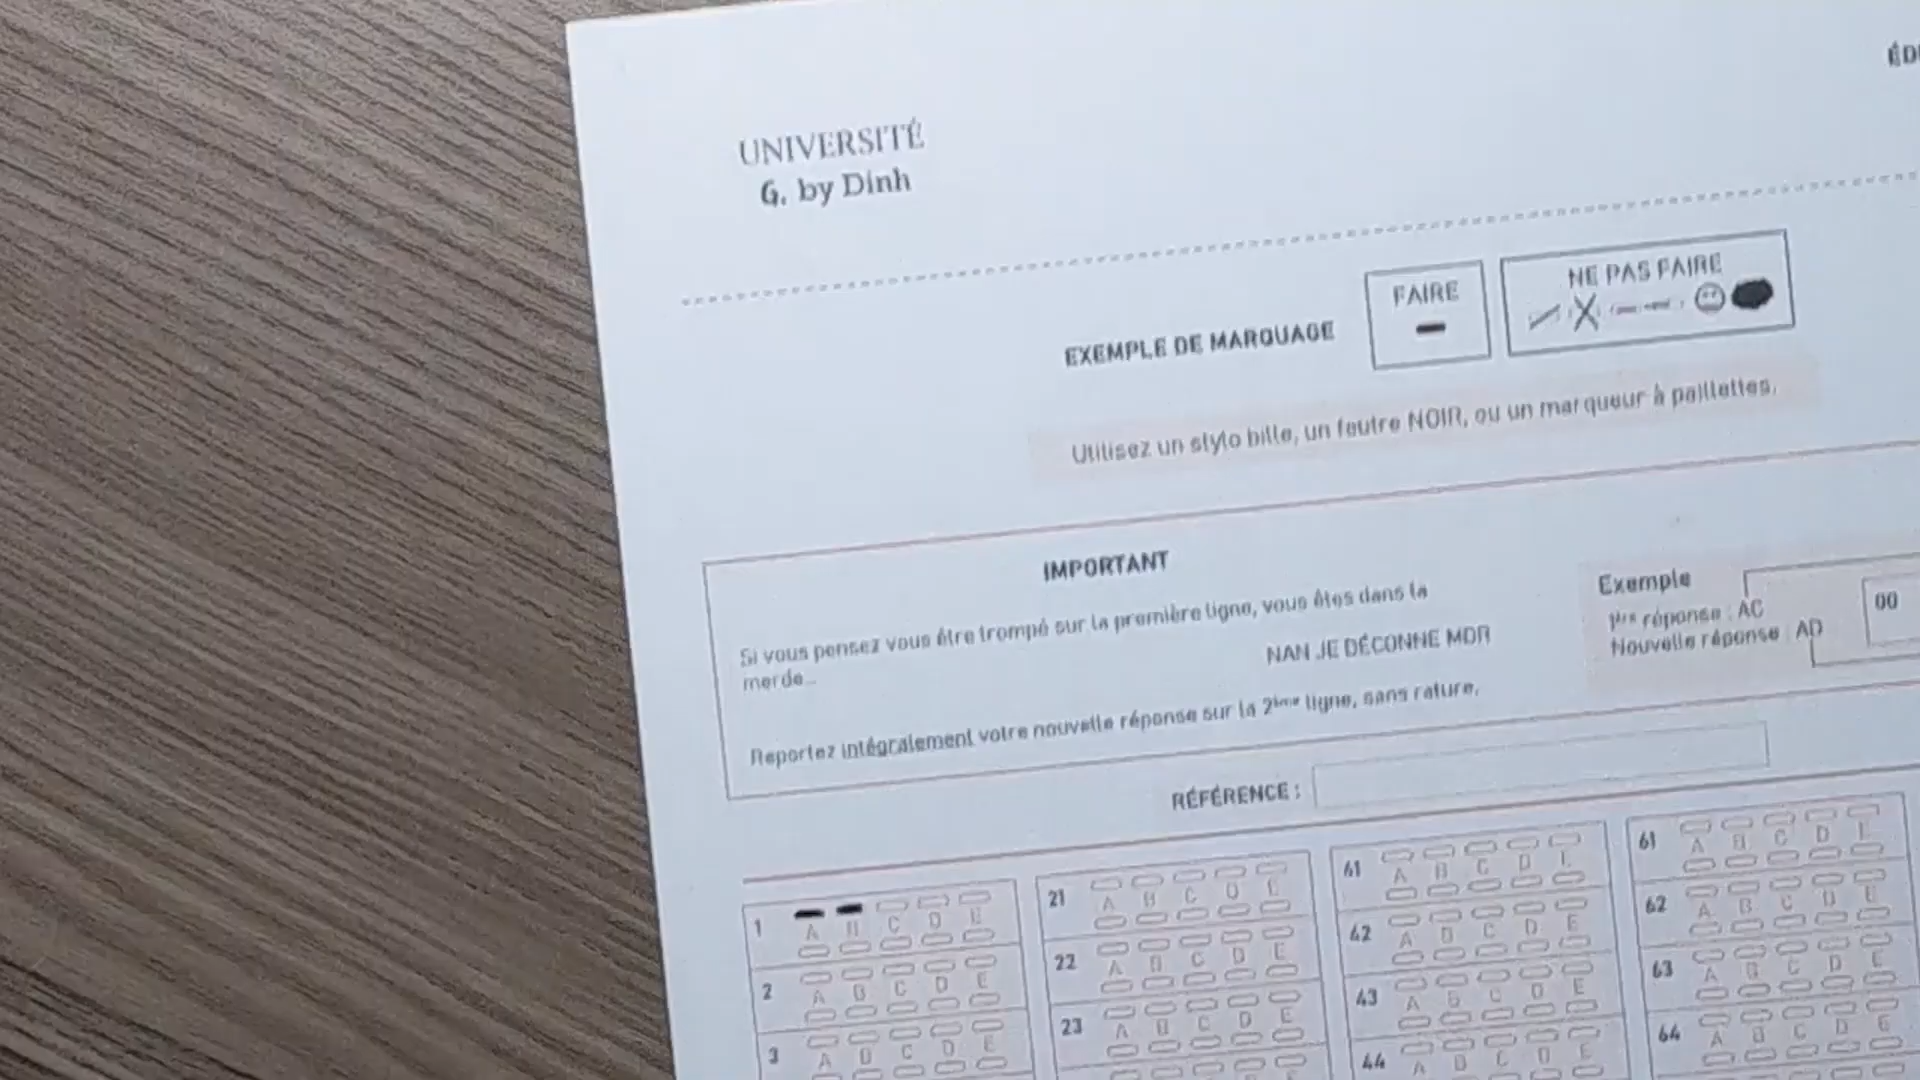 ÉD
UNIVERSITÉ
G. by Dinh
EXEMPLE DE MARQUAGE
FAIRE
NE PAS FAIRE
Utilisez un stylo bille, un feutre NOIR, ou un marqueur à paillettes.
IMPORTANT
Si vous pensez vous être trompé sur la première ligne, vous êtes dans la
merde...
NAN JE DÉCONNE MDR
Reportez intégralement votre nouvelle réponse sur la 2ème ligne, sans rature.
Exemple
1ère réponse : AC
Nouvelle réponse : AD
00
RÉFÉRENCE :
1 A B C D E
2 A B C D E
3 A B C D E
21 A B C D E
22 A B C D E
23 A B C D E
41 A B C D E
42 A B C D E
43 A B C D E
44 A B C D E
61 A B C D E
62 A B C D E
63 A B C D E
64 A B C D E